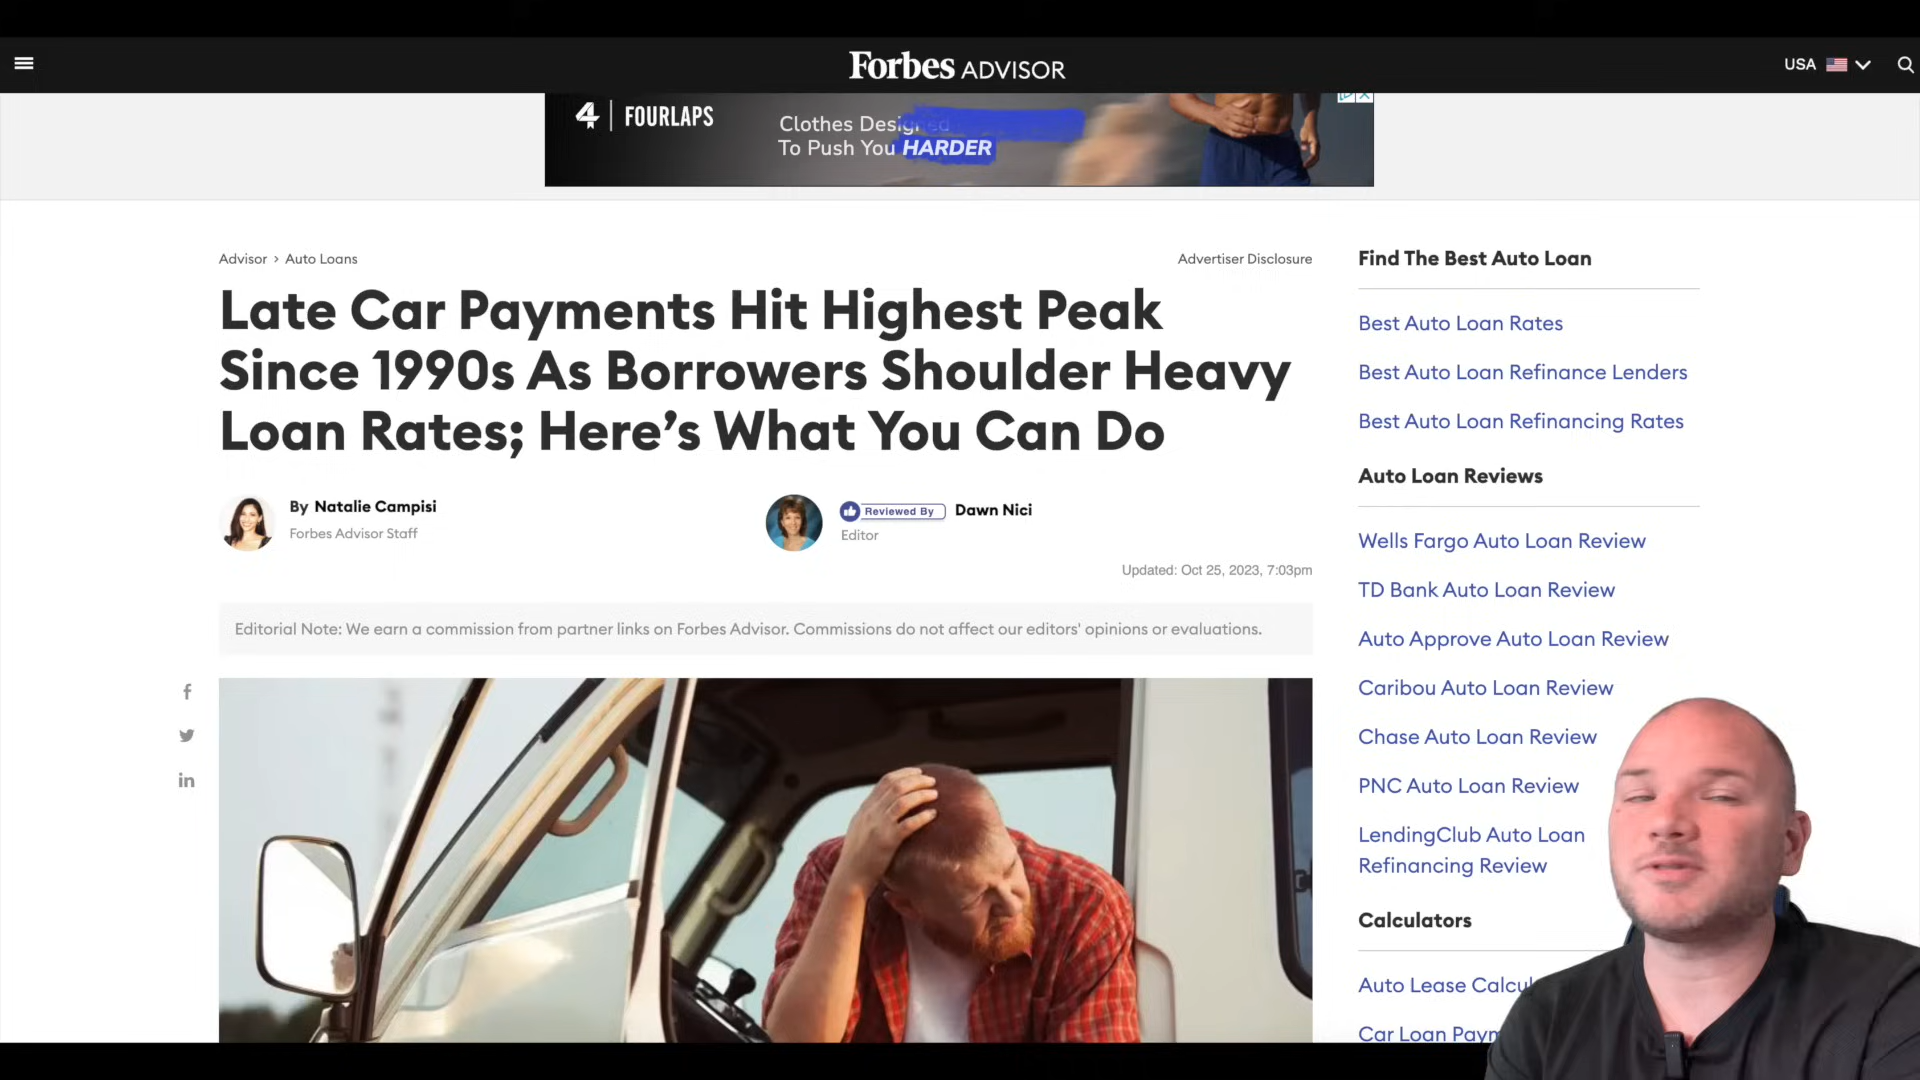 Forbes ADVISOR
USA
4 | FOURLAPS
Clothes Designed
To Push You HARDER
Advisor > Auto Loans
Advertiser Disclosure
Late Car Payments Hit Highest Peak
Since 1990s As Borrowers Shoulder Heavy
Loan Rates; Here’s What You Can Do
By Natalie Campisi
Forbes Advisor Staff
Reviewed By Dawn Nici
Editor
Updated: Oct 25, 2023, 7:03pm
Editorial Note: We earn a commission from partner links on Forbes Advisor. Commissions do not affect our editors' opinions or evaluations.
f
in
Find The Best Auto Loan
Best Auto Loan Rates
Best Auto Loan Refinance Lenders
Best Auto Loan Refinancing Rates
Auto Loan Reviews
Wells Fargo Auto Loan Review
TD Bank Auto Loan Review
Auto Approve Auto Loan Review
Caribou Auto Loan Review
Chase Auto Loan Review
PNC Auto Loan Review
LendingClub Auto Loan
Refinancing Review
Calculators
Auto Lease Calcul
Car Loan Paym